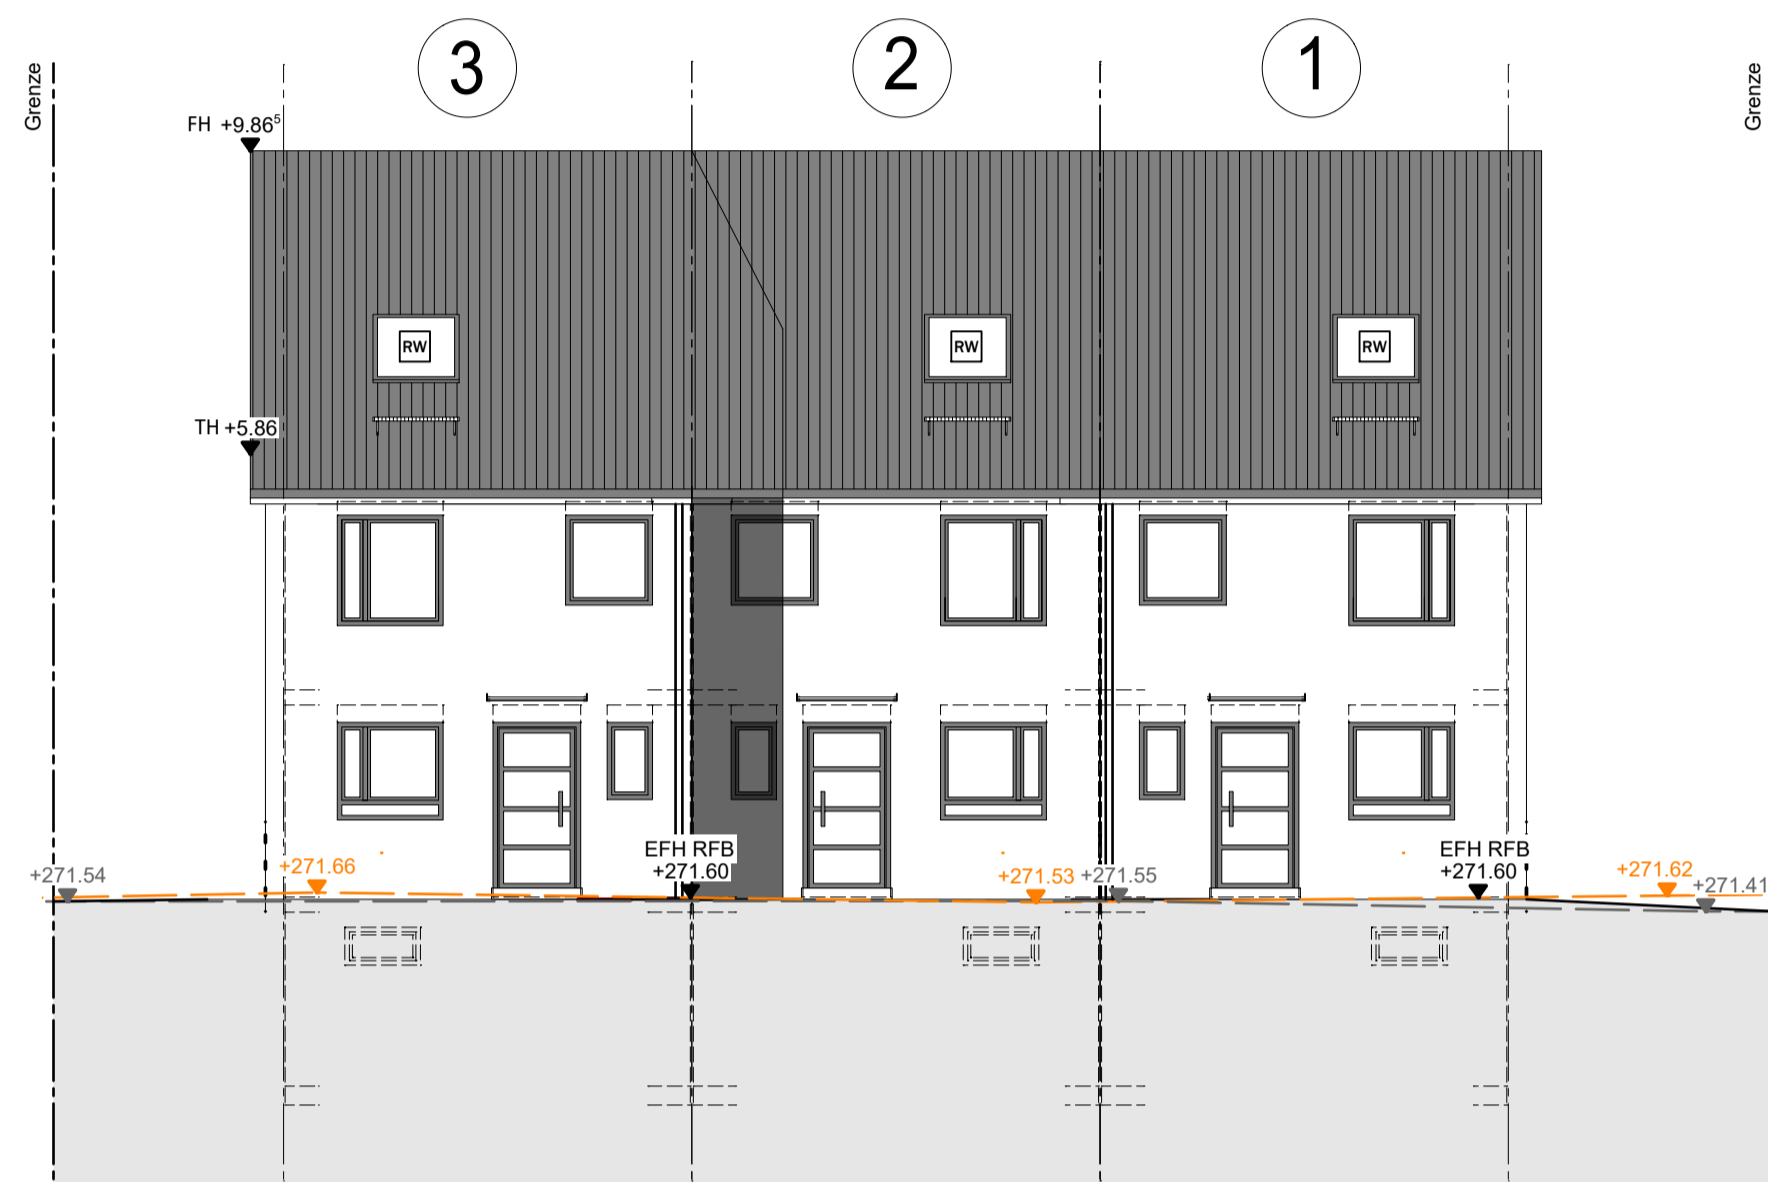 3
2
1
Grenze
Grenze
FH +9.86⁵
RW
RW
RW
TH +5.86
EFH RFB
+271.60
EFH RFB
+271.60
+271.54
+271.66
+271.53
+271.55
+271.62
+271.41